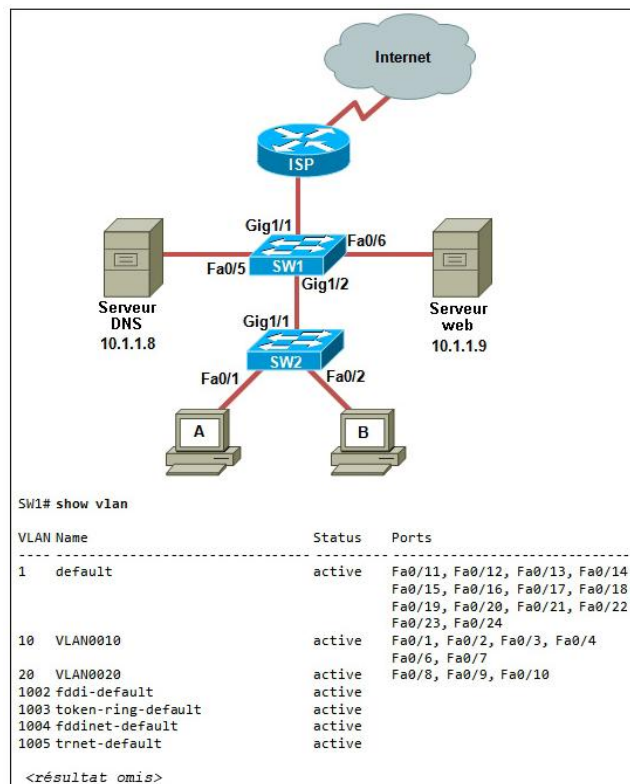 Internet
ISP
Gig1/1
Fa0/6
Fa0/5
SW1
Gig1/2
Serveur
DNS
10.1.1.8
Serveur
web
10.1.1.9
Gig1/1
SW2
Fa0/1
Fa0/2
A
B
SW1# show vlan
VLAN Name Status Ports
---- -------------------------------- --------- -------------------------------
1 default active Fa0/11, Fa0/12, Fa0/13, Fa0/14
Fa0/15, Fa0/16, Fa0/17, Fa0/18
Fa0/19, Fa0/20, Fa0/21, Fa0/22
Fa0/23, Fa0/24
10 VLAN0010 active Fa0/1, Fa0/2, Fa0/3, Fa0/4
Fa0/6, Fa0/7
20 VLAN0020 active Fa0/8, Fa0/9, Fa0/10
1002 fddi-default active
1003 token-ring-default active
1004 fddinet-default active
1005 trnet-default active
<résultat omis>